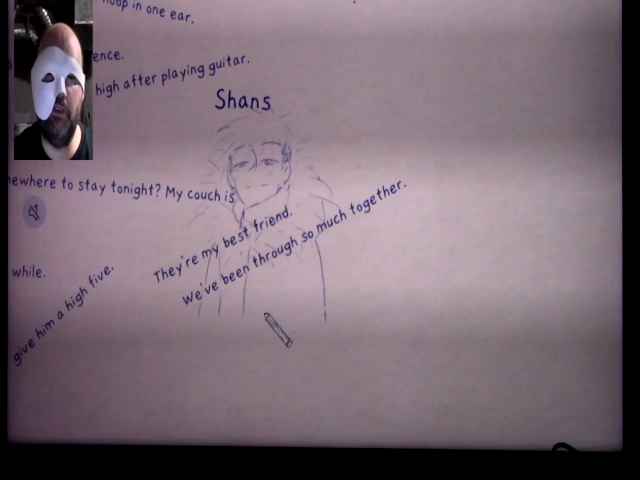 hoop in one ear.
ence.
high after playing guitar.
Shans
ewhere to stay tonight? My couch is
They're my best friend.
We've been through so much together.
while.
give him a high five.